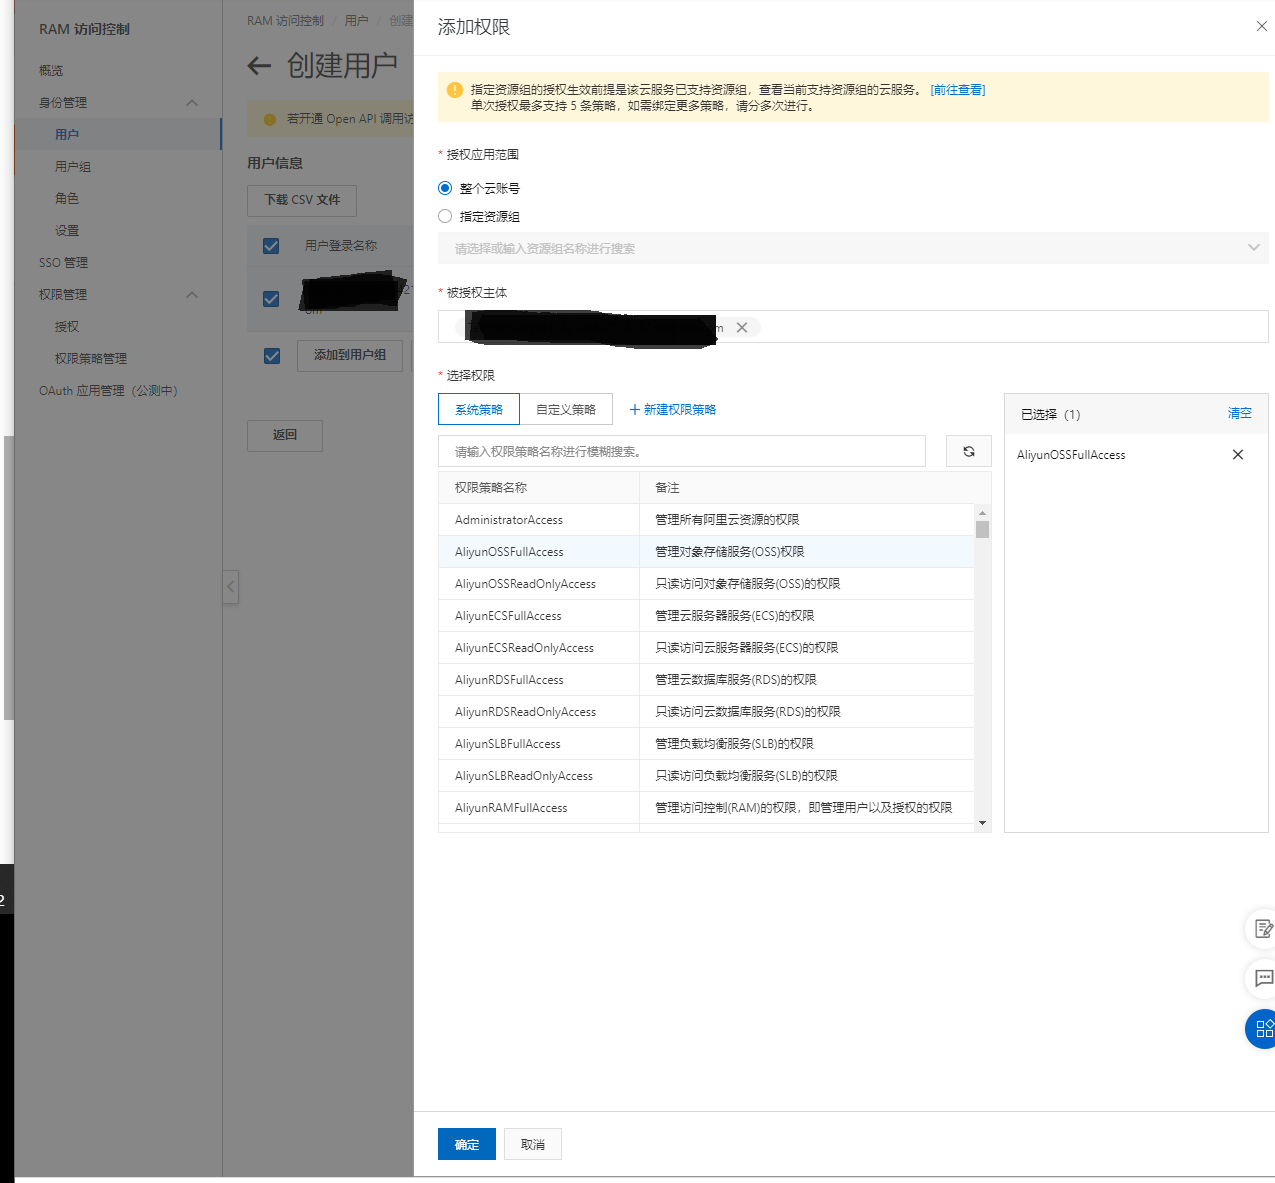 RAM 访问控制
概览
身份管理
用户
用户组
角色
设置
SSO 管理
权限管理
授权
权限策略管理
OAuth 应用管理（公测中）
RAM 访问控制 / 用户 / 创建
创建用户
若开通 Open API 调用访
用户信息
下载 CSV 文件
用户登录名称
添加到用户组
返回
添加权限
指定资源组的授权生效前提是该云服务已支持资源组，查看当前支持资源组的云服务。 [前往查看]
单次授权最多支持 5 条策略，如需绑定更多策略，请分多次进行。
* 授权应用范围
整个云账号
指定资源组
请选择或输入资源组名称进行搜索
* 被授权主体
m
* 选择权限
系统策略 自定义策略 + 新建权限策略
请输入权限策略名称进行模糊搜索。
权限策略名称 备注
AdministratorAccess 管理所有阿里云资源的权限
AliyunOSSFullAccess 管理对象存储服务(OSS)权限
AliyunOSSReadOnlyAccess 只读访问对象存储服务(OSS)的权限
AliyunECSFullAccess 管理云服务器服务(ECS)的权限
AliyunECSReadOnlyAccess 只读访问云服务器服务(ECS)的权限
AliyunRDSFullAccess 管理云数据库服务(RDS)的权限
AliyunRDSReadOnlyAccess 只读访问云数据库服务(RDS)的权限
AliyunSLBFullAccess 管理负载均衡服务(SLB)的权限
AliyunSLBReadOnlyAccess 只读访问负载均衡服务(SLB)的权限
AliyunRAMFullAccess 管理访问控制(RAM)的权限，即管理用户以及授权的权限
已选择（1） 清空
AliyunOSSFullAccess
确定 取消
2